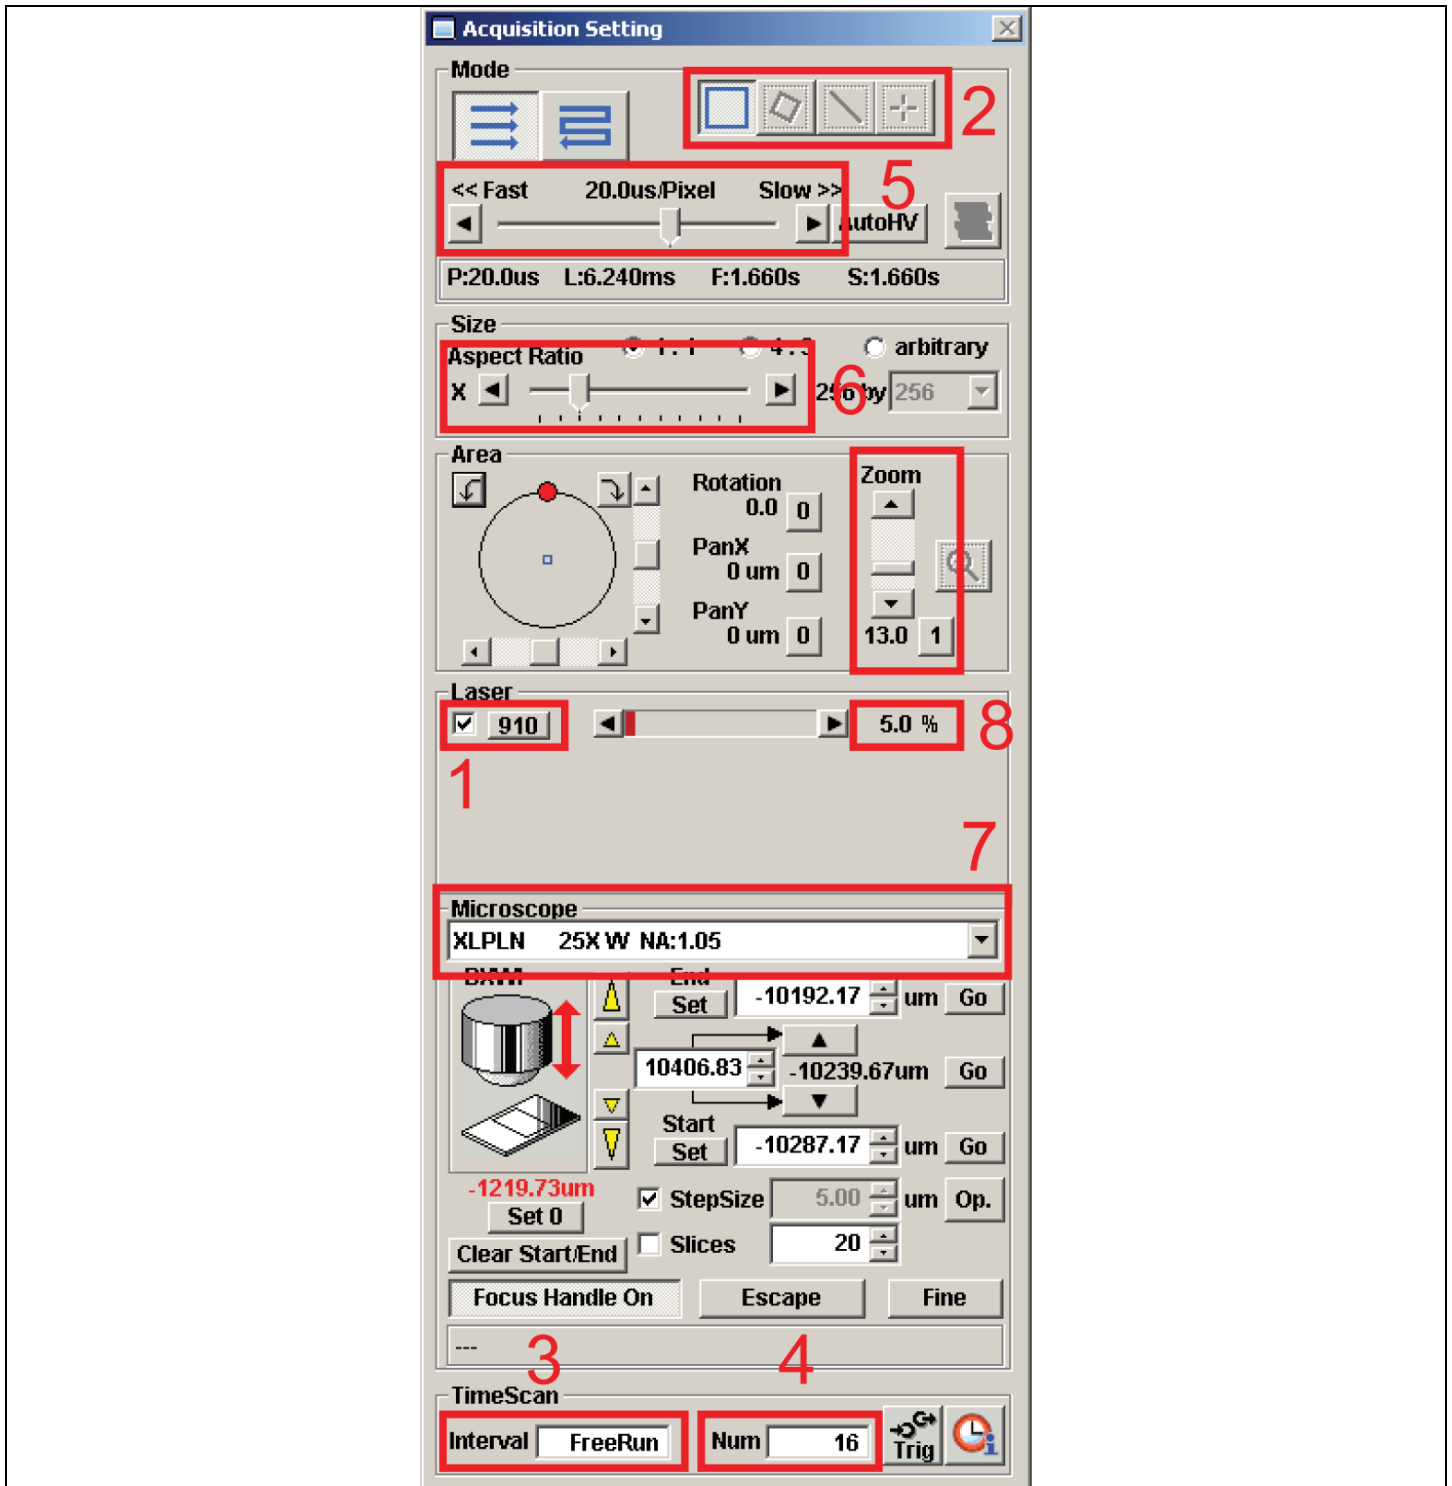 Acquisition Setting
Mode
2
<< Fast 20.0us/Pixel Slow >>
5
AutoHV
P:20.0us L:6.240ms F:1.660s S:1.660s
Size
Aspect Ratio 1 : 1 4 : 3 arbitrary
X 256 by 256
6
Area
Rotation
0.0 0
PanX
0 um 0
PanY
0 um 0
Zoom
13.0 1
Laser
910 5.0 %
8
1
7
Microscope
XLPLN 25X W NA:1.05
End
Set -10192.17 um Go
10406.83 -10239.67um Go
Start
Set -10287.17 um Go
-1219.73um
Set 0
StepSize 5.00 um Op.
Clear Start/End
Slices 20
Focus Handle On Escape Fine
---
3 4
TimeScan
Interval FreeRun Num 16 Trig